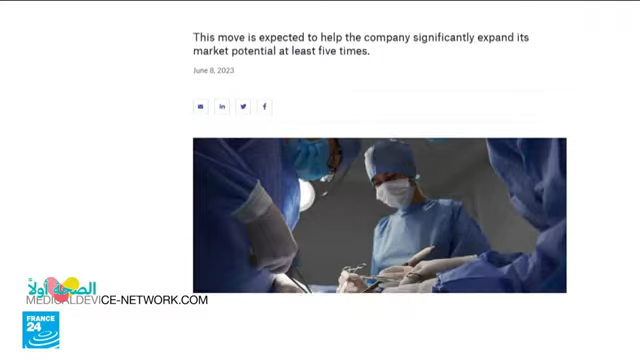 This move is expected to help the company significantly expand its
market potential at least five times.
June 8, 2023
in
f
الصحة أولاً
MEDICALDEVICE-NETWORK.COM
FRANCE
24